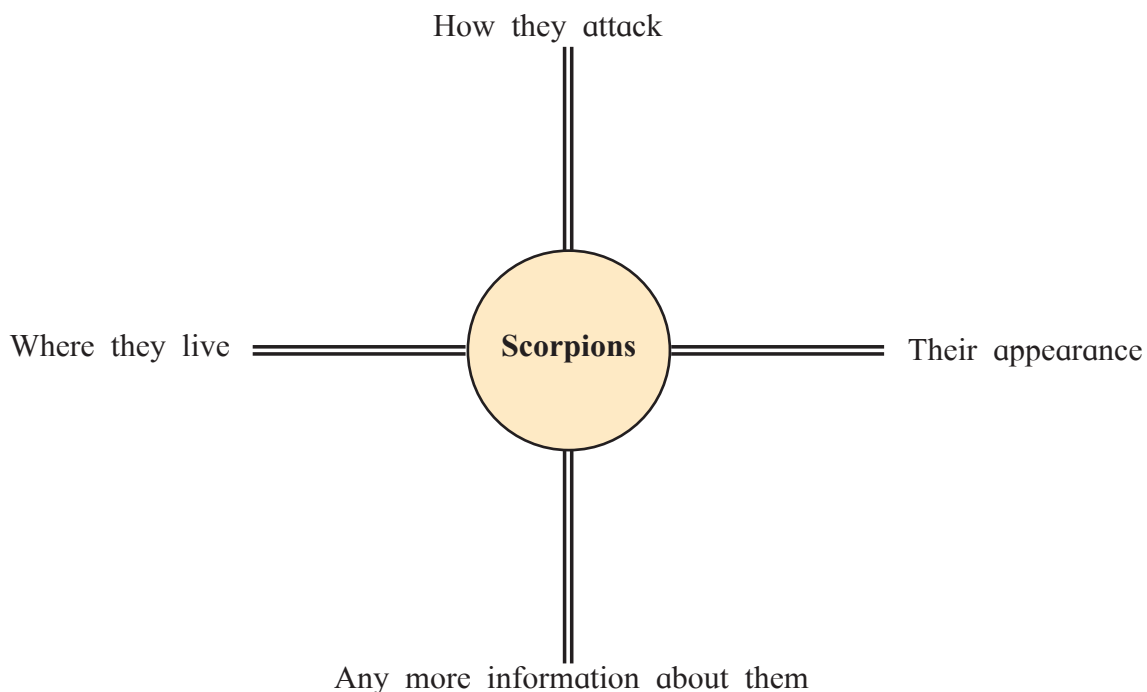 How they attack
Where they live
Scorpions
Their appearance
Any more information about them